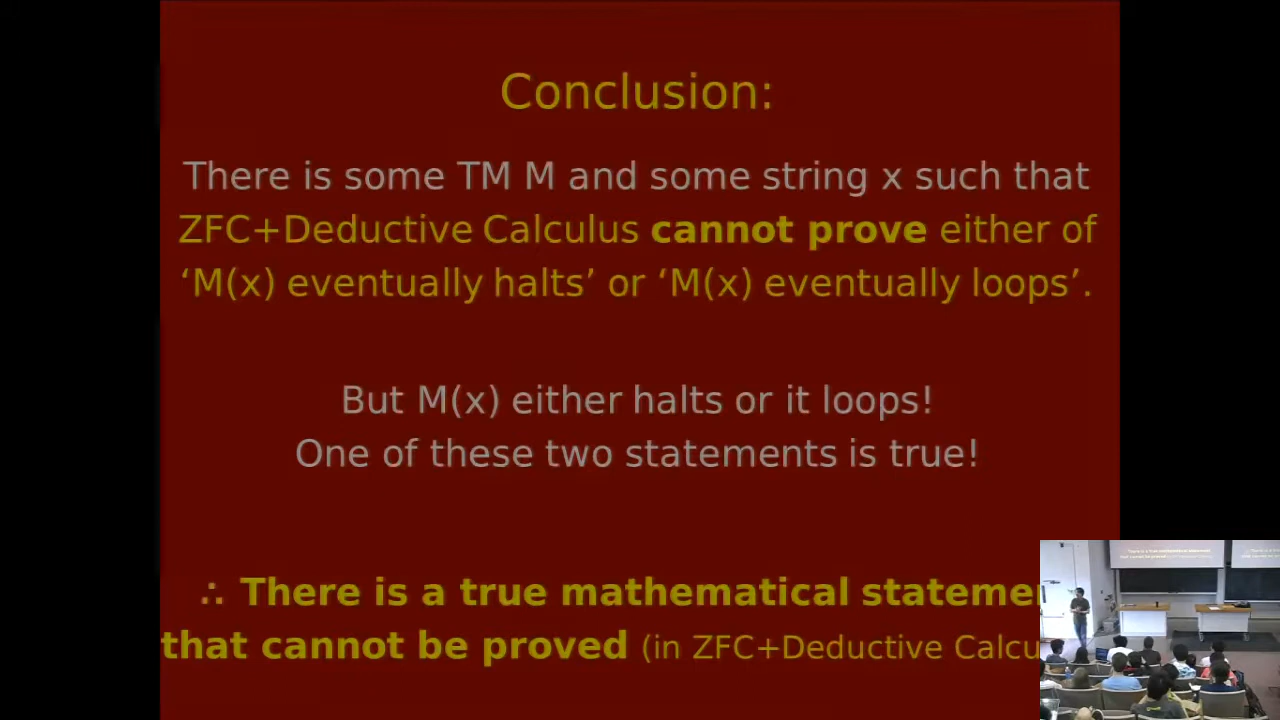 Conclusion:
There is some TM M and some string x such that
ZFC+Deductive Calculus cannot prove either of
‘M(x) eventually halts’ or ‘M(x) eventually loops’.
But M(x) either halts or it loops!
One of these two statements is true!
∴ There is a true mathematical
that cannot be proved (in ZFC+Deductive